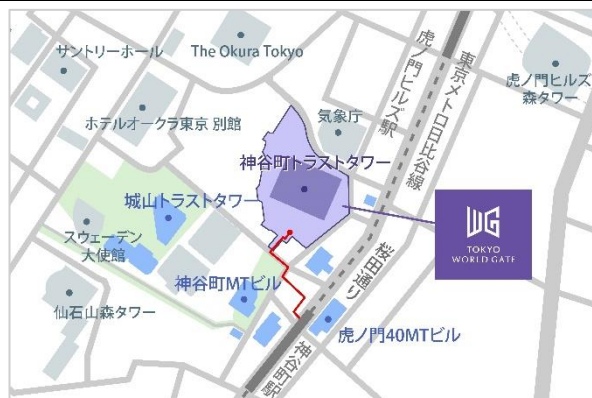 サントリーホール
The Okura Tokyo
虎ノ門ヒルズ駅
東京メトロ日比谷線
虎ノ門ヒルズ
森タワー
ホテルオークラ東京 別館
気象庁
神谷町トラストタワー
城山トラストタワー
スウェーデン
大使館
WG
TOKYO
WORLD GATE
桜田通り
神谷町MTビル
仙石山森タワー
虎ノ門40MTビル
神谷町駅